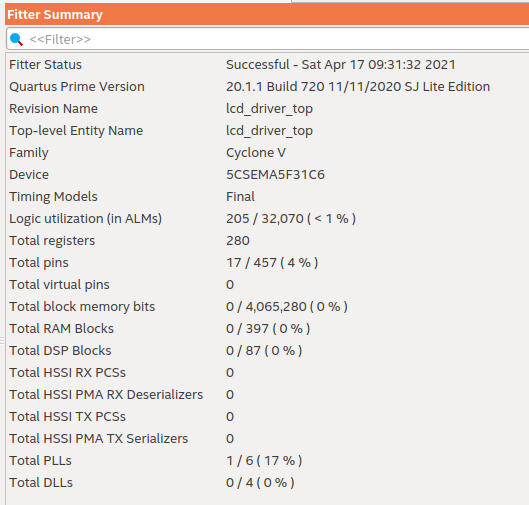 Fitter Summary
<<Filter>>
Fitter Status Successful - Sat Apr 17 09:31:32 2021
Quartus Prime Version 20.1.1 Build 720 11/11/2020 SJ Lite Edition
Revision Name lcd_driver_top
Top-level Entity Name lcd_driver_top
Family Cyclone V
Device 5CSEMA5F31C6
Timing Models Final
Logic utilization (in ALMs) 205 / 32,070 ( < 1 % )
Total registers 280
Total pins 17 / 457 ( 4 % )
Total virtual pins 0
Total block memory bits 0 / 4,065,280 ( 0 % )
Total RAM Blocks 0 / 397 ( 0 % )
Total DSP Blocks 0 / 87 ( 0 % )
Total HSSI RX PCSs 0
Total HSSI PMA RX Deserializers 0
Total HSSI TX PCSs 0
Total HSSI PMA TX Serializers 0
Total PLLs 1 / 6 ( 17 % )
Total DLLs 0 / 4 ( 0 % )